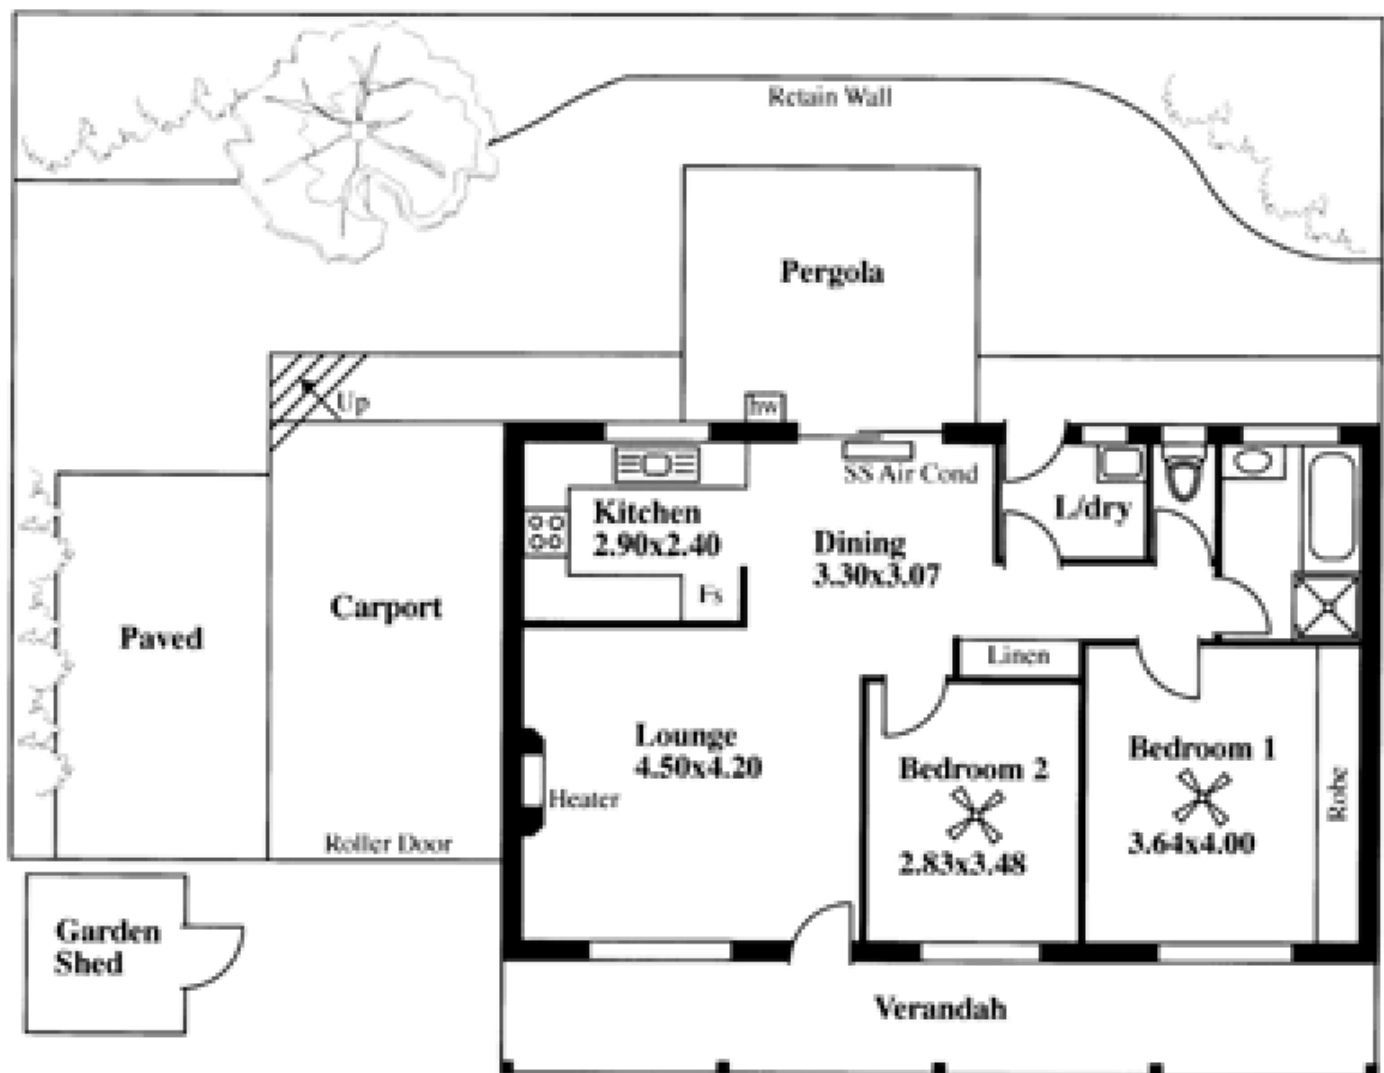 Retain Wall
Pergola
Up
hw
SS Air Cond
Kitchen
2.90x2.40
L/dry
Dining
3.30x3.07
Fs
Carport
Paved
Linen
Lounge
4.50x4.20
Bedroom 1
Bedroom 2
Heater
Robe
Roller Door
3.64x4.00
2.83x3.48
Garden
Shed
Verandah